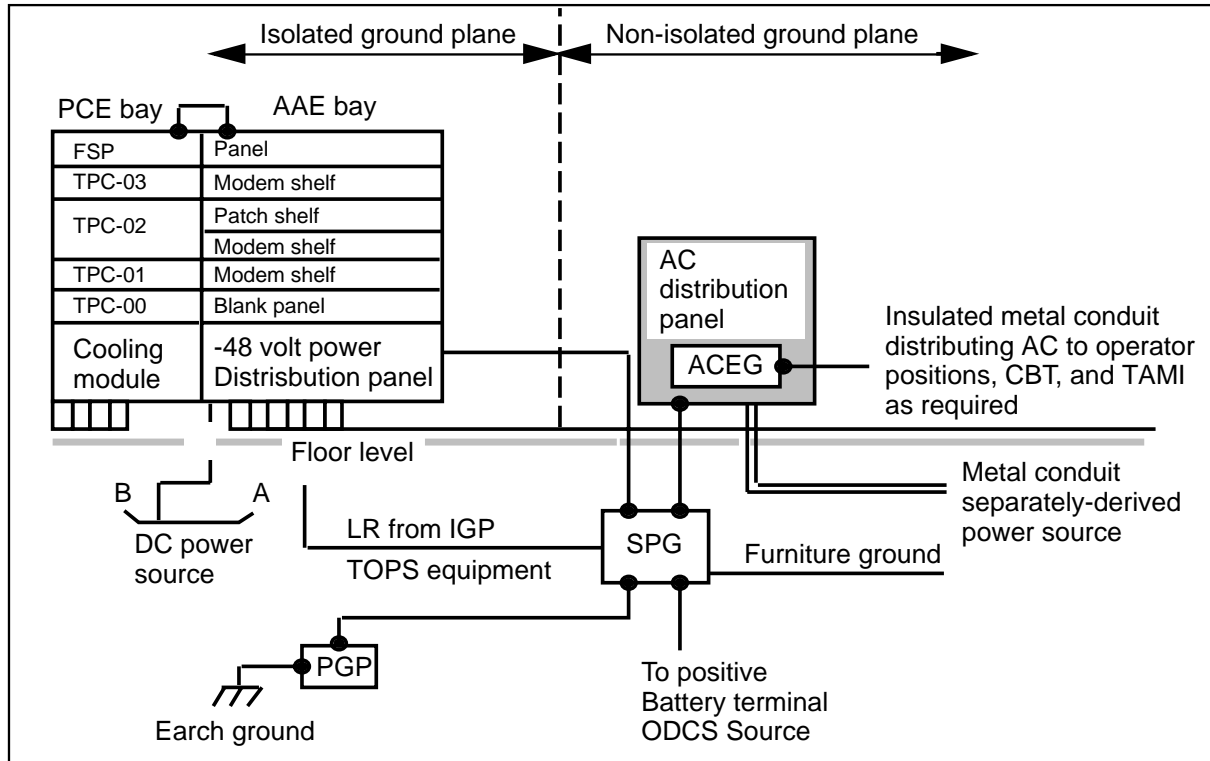 Isolated ground plane
Non-isolated ground plane
PCE bay
AAE bay
FSP
Panel
TPC-03
Modem shelf
TPC-02
Patch shelf
Modem shelf
TPC-01
Modem shelf
TPC-00
Blank panel
Cooling
module
-48 volt power
Distrisbution panel
AC
distribution
panel
ACEG
Insulated metal conduit
distributing AC to operator
positions, CBT, and TAMI
as required
Floor level
Metal conduit
separately-derived
power source
B
A
DC power
source
LR from IGP
TOPS equipment
SPG
Furniture ground
PGP
Earch ground
To positive
Battery terminal
ODCS Source